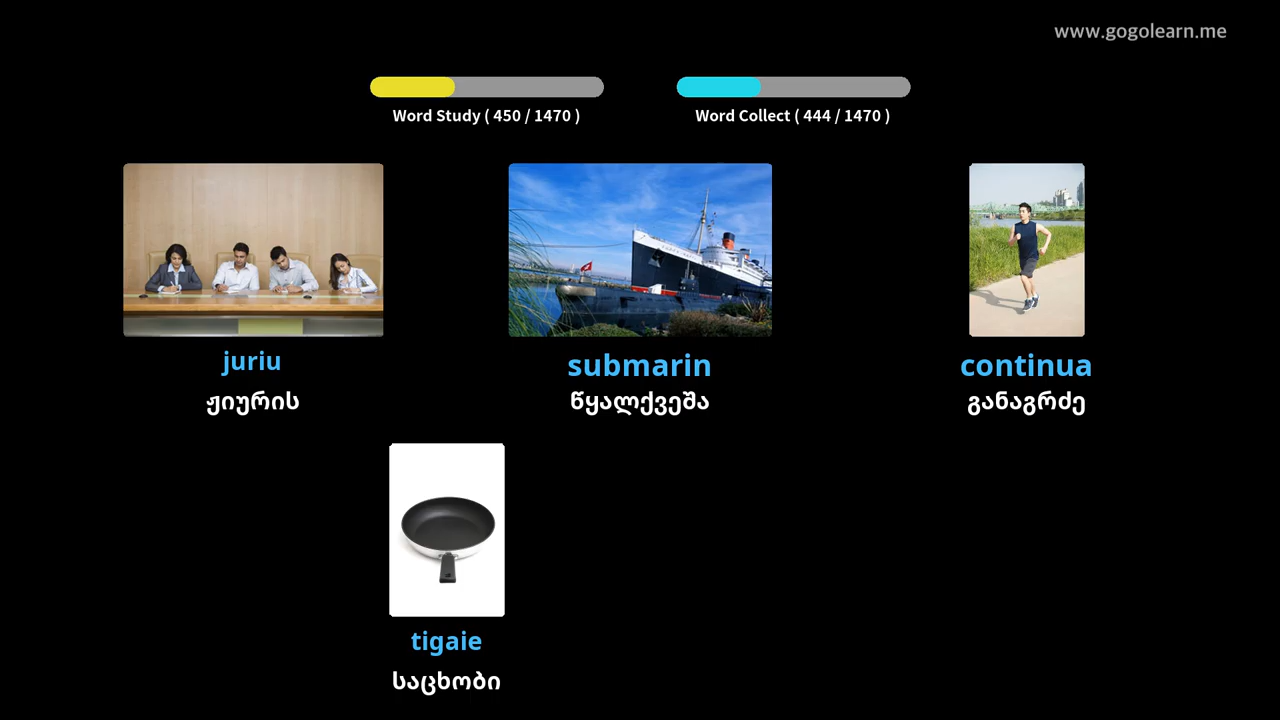 www.gogolearn.me
Word Study ( 450 / 1470 )
Word Collect ( 444 / 1470 )
juriu
submarin
continua
ჟიურის
წყალქვეშა
განაგრძე
tigaie
საცხობი